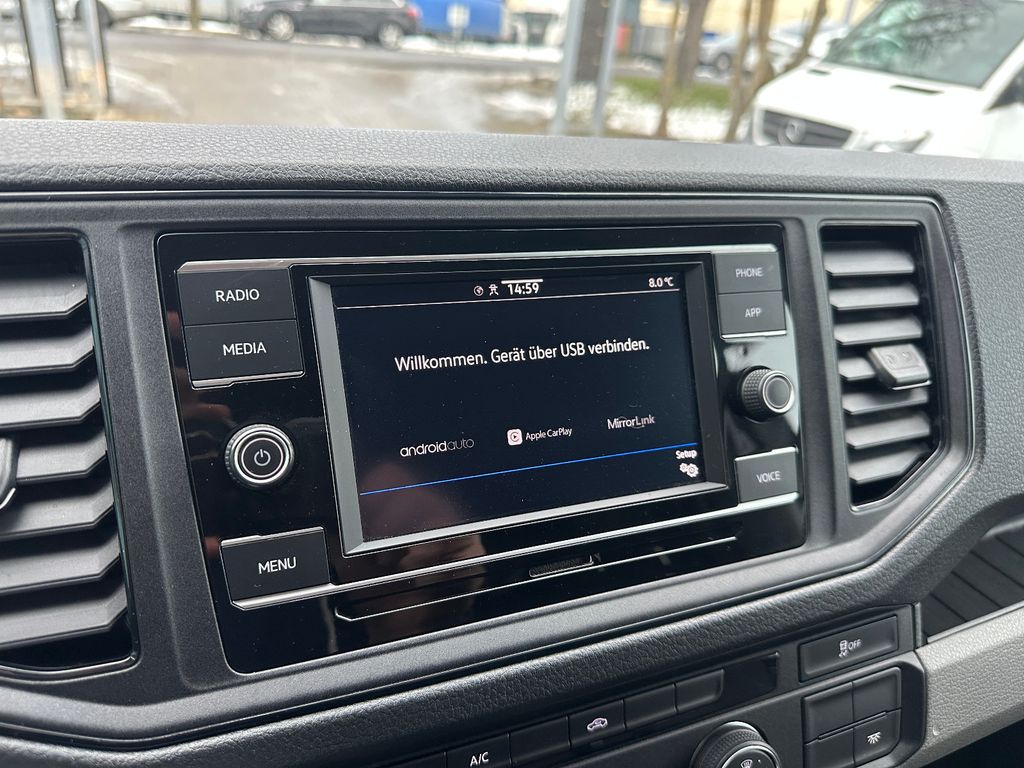 RADIO
MEDIA
MENU
14:59
8.0 °C
Willkommen. Gerät über USB verbinden.
androidauto
Apple CarPlay
MirrorLink
Setup
PHONE
APP
VOICE
OFF
A/C